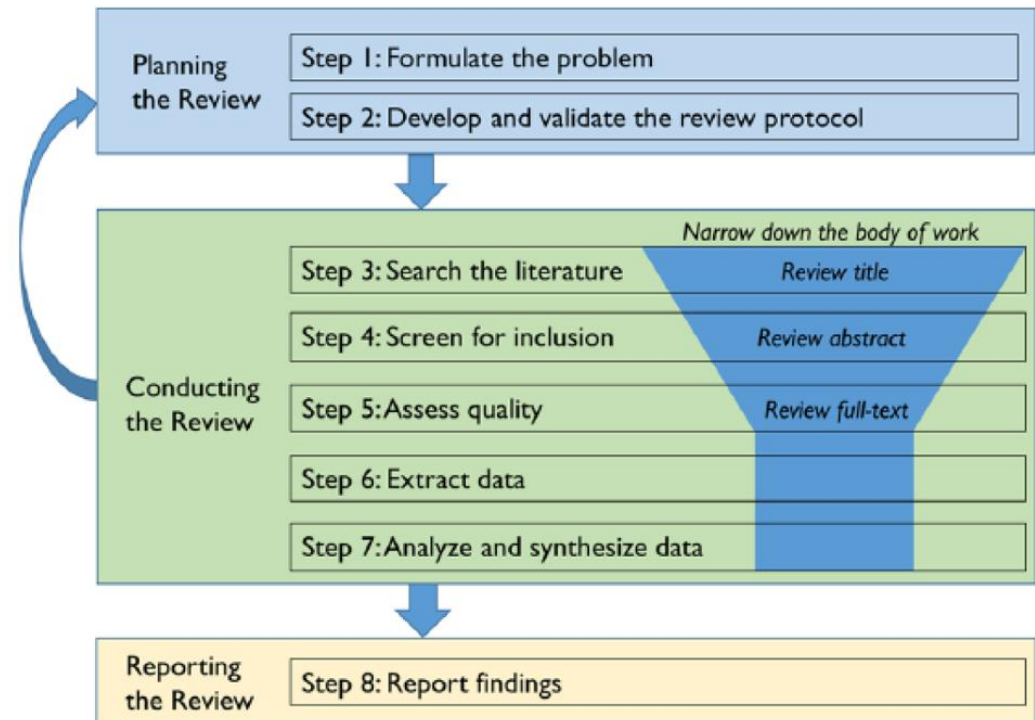 Planning
the Review
Step 1: Formulate the problem
Step 2: Develop and validate the review protocol
Conducting
the Review
Narrow down the body of work
Step 3: Search the literature
Review title
Step 4: Screen for inclusion
Review abstract
Step 5: Assess quality
Review full-text
Step 6: Extract data
Step 7: Analyze and synthesize data
Reporting
the Review
Step 8: Report findings